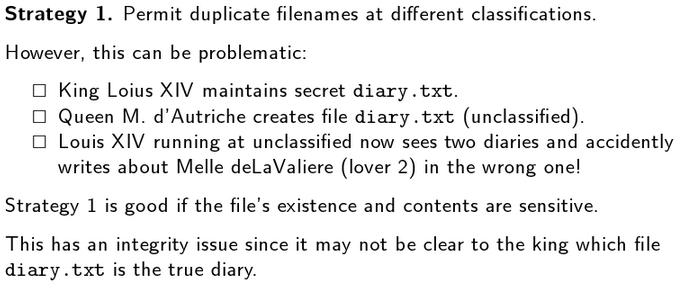 Strategy 1. Permit duplicate filenames at different classifications.
However, this can be problematic:
□ King Loius XIV maintains secret diary.txt.
□ Queen M. d'Autriche creates file diary.txt (unclassified).
□ Louis XIV running at unclassified now sees two diaries and accidently
writes about Melle deLaValiere (lover 2) in the wrong one!
Strategy 1 is good if the file's existence and contents are sensitive.
This has an integrity issue since it may not be clear to the king which file
diary.txt is the true diary.